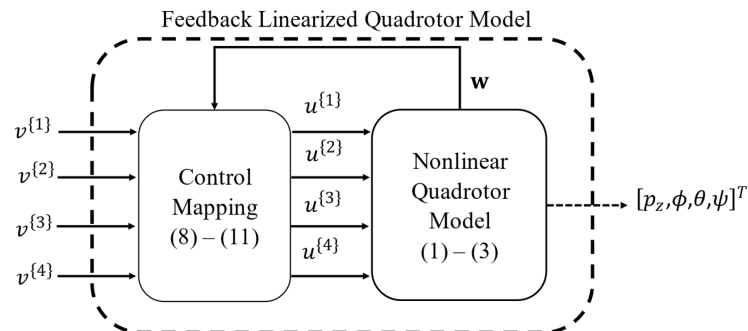 Feedback Linearized Quadrotor Model
w
v^{1}
v^{2}
v^{3}
v^{4}
Control
Mapping
(8) – (11)
u^{1}
u^{2}
u^{3}
u^{4}
Nonlinear
Quadrotor
Model
(1) – (3)
[p_z,ϕ,θ,ψ]^T